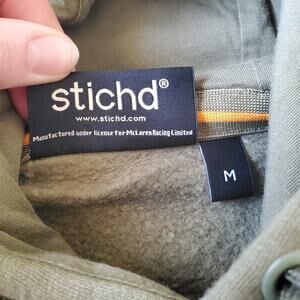 stichd®
www.stichd.com
Manufactured under license for McLaren Racing Limited
M